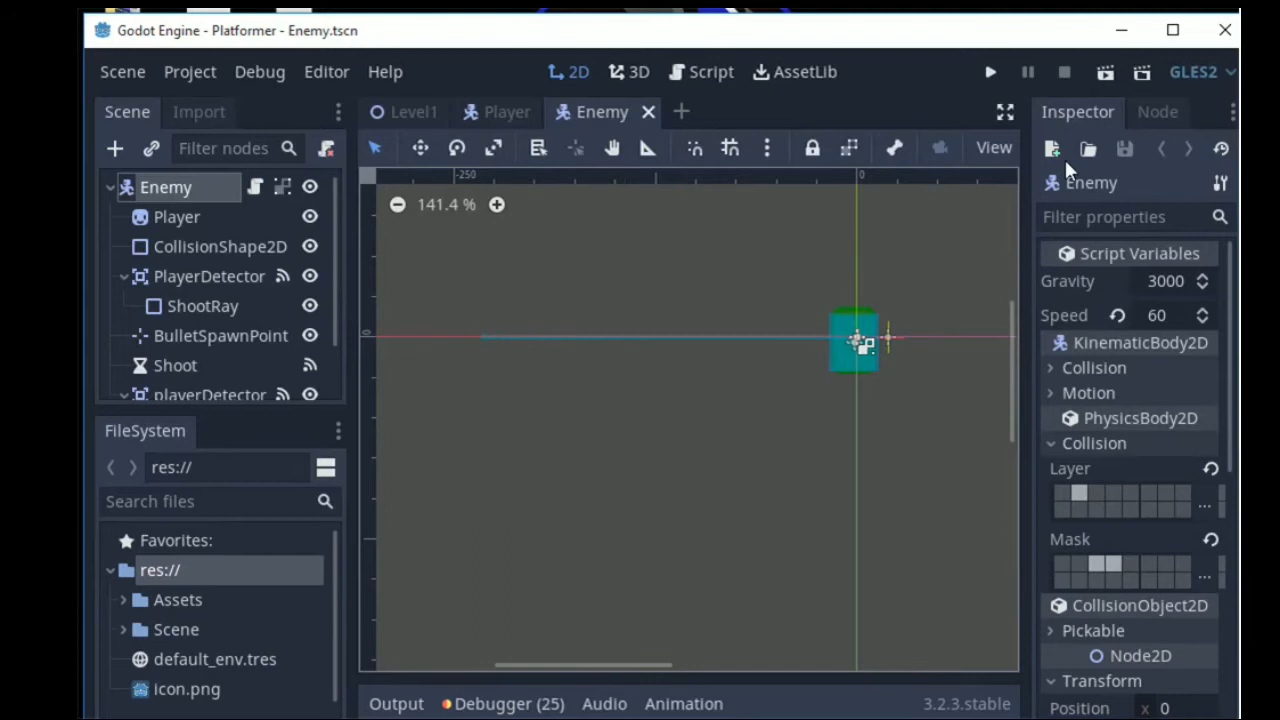 Godot Engine - Platformer - Enemy.tscn
Scene Project Debug Editor Help 2D 3D Script AssetLib GLES2
Scene Import Level1 Player Enemy Inspector Node
Filter nodes View
Enemy
Player
CollisionShape2D
PlayerDetector
ShootRay
BulletSpawnPoint
Shoot
playerDetector
FileSystem
res://
Search files
Favorites:
res://
Assets
Scene
default_env.tres
icon.png
-250 0
141.4 %
0
Output Debugger (25) Audio Animation 3.2.3.stable
Enemy
Filter properties
Script Variables
Gravity 3000
Speed 60
KinematicBody2D
Collision
Motion
PhysicsBody2D
Collision
Layer
...
Mask
...
CollisionObject2D
Pickable
Node2D
Transform
Position x 0